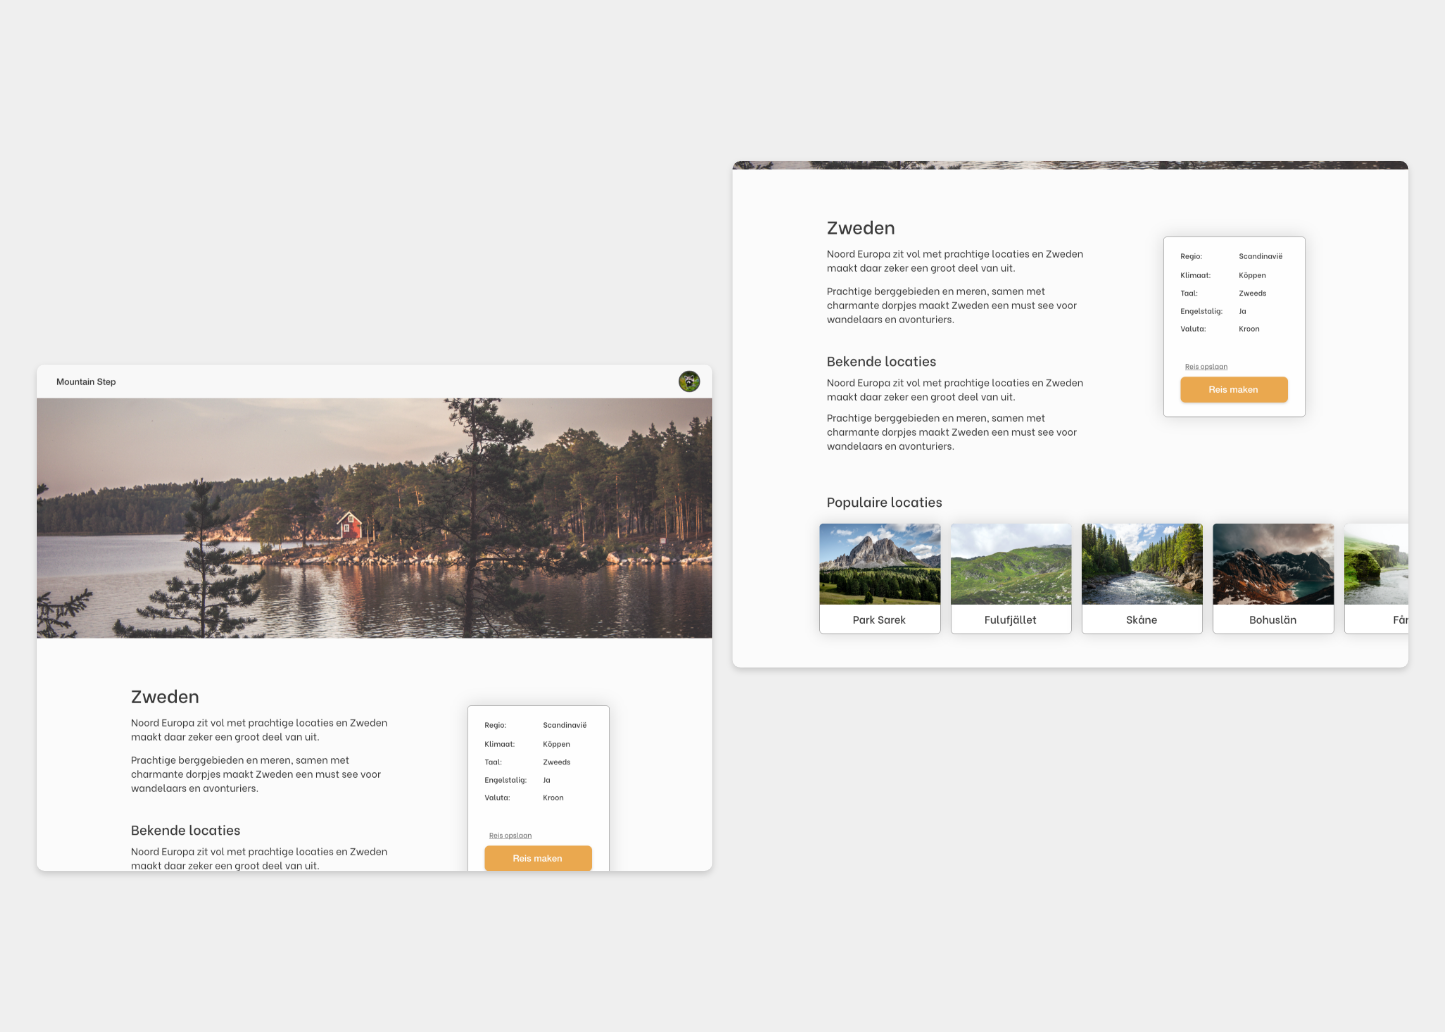 Mountain Step
Zweden
Noord Europa zit vol met prachtige locaties en Zweden
maakt daar zeker een groot deel van uit.
Prachtige berggebieden en meren, samen met
charmante dorpjes maakt Zweden een must see voor
wandelaars en avonturiers.
Bekende locaties
Noord Europa zit vol met prachtige locaties en Zweden
maakt daar zeker een groot deel van uit.
Regio: Scandinavië
Klimaat: Köppen
Taal: Zweeds
Engelstalig: Ja
Valuta: Kroon
Reis opslaan
Reis maken
Zweden
Noord Europa zit vol met prachtige locaties en Zweden
maakt daar zeker een groot deel van uit.
Prachtige berggebieden en meren, samen met
charmante dorpjes maakt Zweden een must see voor
wandelaars en avonturiers.
Bekende locaties
Noord Europa zit vol met prachtige locaties en Zweden
maakt daar zeker een groot deel van uit.
Prachtige berggebieden en meren, samen met
charmante dorpjes maakt Zweden een must see voor
wandelaars en avonturiers.
Regio: Scandinavië
Klimaat: Köppen
Taal: Zweeds
Engelstalig: Ja
Valuta: Kroon
Reis opslaan
Reis maken
Populaire locaties
Park Sarek
Fulufjället
Skåne
Bohuslän